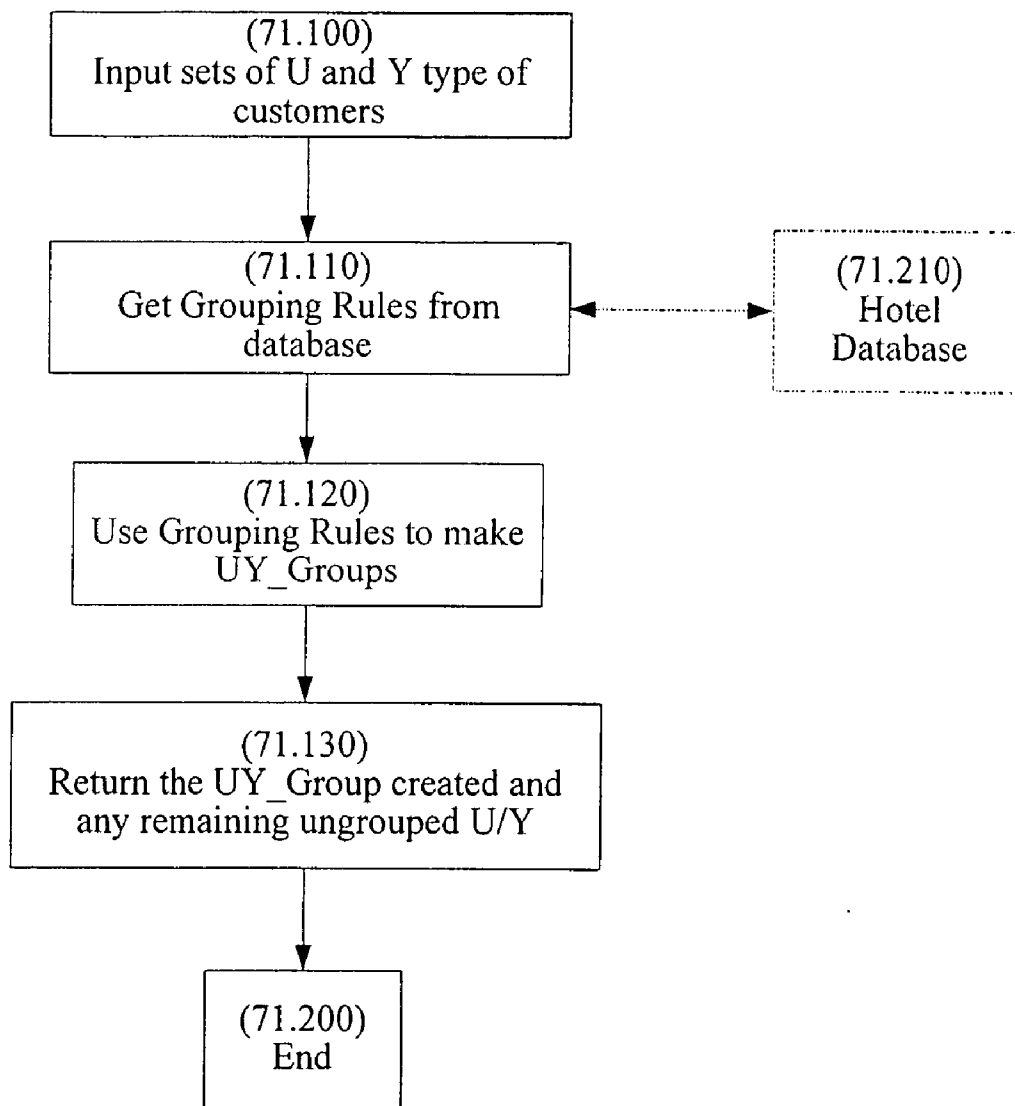 (71.100)
Input sets of U and Y type of
customers
(71.110)
Get Grouping Rules from
database
(71.210)
Hotel
Database
(71.120)
Use Grouping Rules to make
UY_Groups
(71.130)
Return the UY_Group created and
any remaining ungrouped U/Y
(71.200)
End